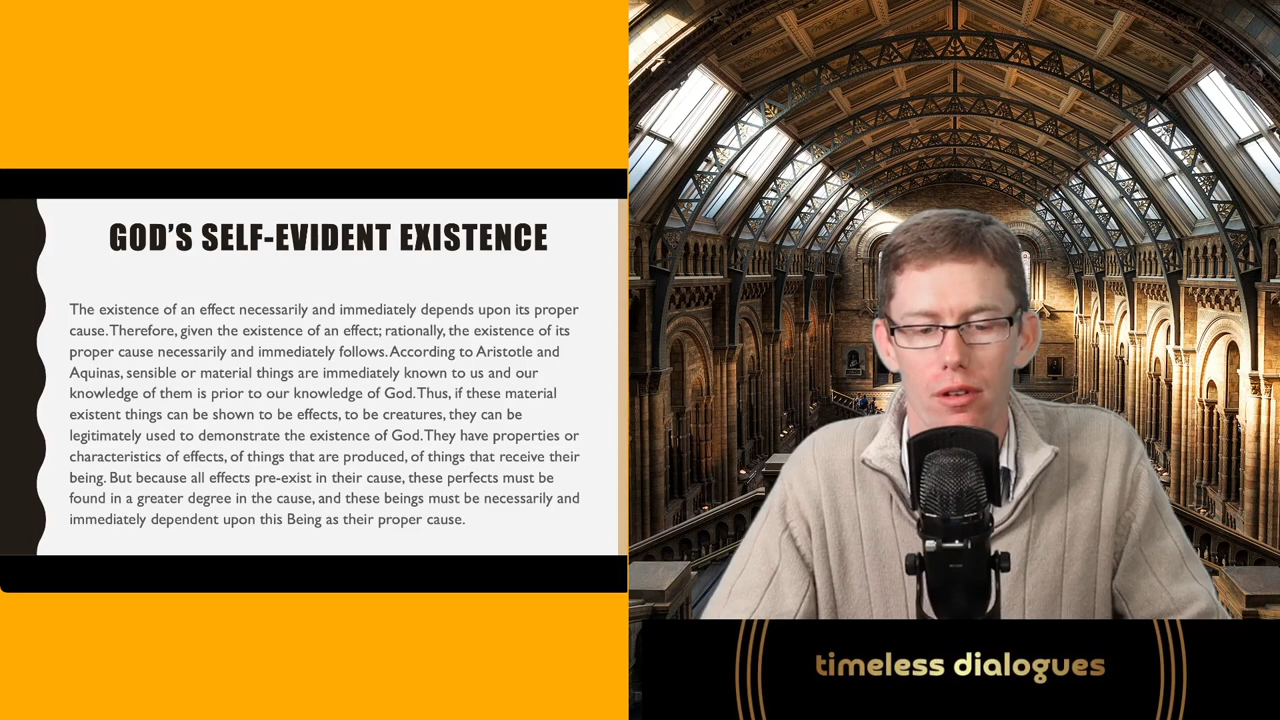 GOD'S SELF-EVIDENT EXISTENCE
The existence of an effect necessarily and immediately depends upon its proper
cause. Therefore, given the existence of an effect; rationally, the existence of its
proper cause necessarily and immediately follows. According to Aristotle and
Aquinas, sensible or material things are immediately known to us and our
knowledge of them is prior to our knowledge of God. Thus, if these material
existent things can be shown to be effects, to be creatures, they can be
legitimately used to demonstrate the existence of God. They have properties or
characteristics of effects, of things that are produced, of things that receive their
being. But because all effects pre-exist in their cause, these perfects must be
found in a greater degree in the cause, and these beings must be necessarily and
immediately dependent upon this Being as their proper cause.
timeless dialogues